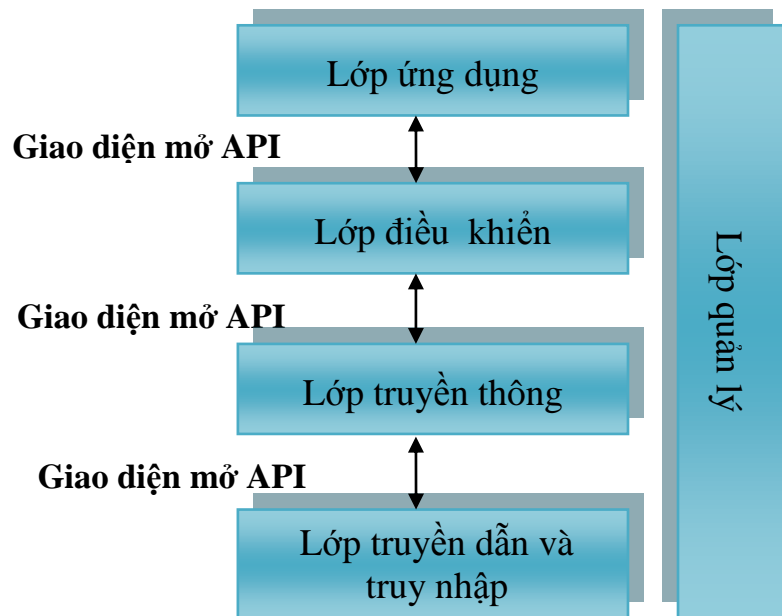 Lớp ứng dụng
Giao diện mở API
Lớp điều khiển
Giao diện mở API
Lớp truyền thông
Giao diện mở API
Lớp truyền dẫn và
truy nhập
Lớp quản lý